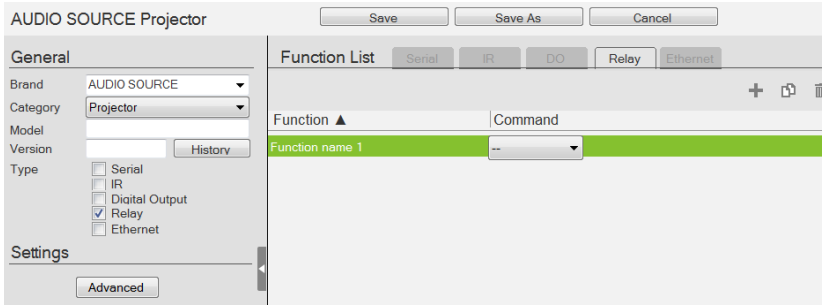 AUDIO SOURCE Projector
Save
Save As
Cancel
General
Brand
AUDIO SOURCE
Category
Projector
Model
Version
History
Type
Serial
IR
Digital Output
Relay
Ethernet
Settings
Advanced
Function List
Serial
IR
DO
Relay
Ethernet
Function ▲
Command
Function name 1
--